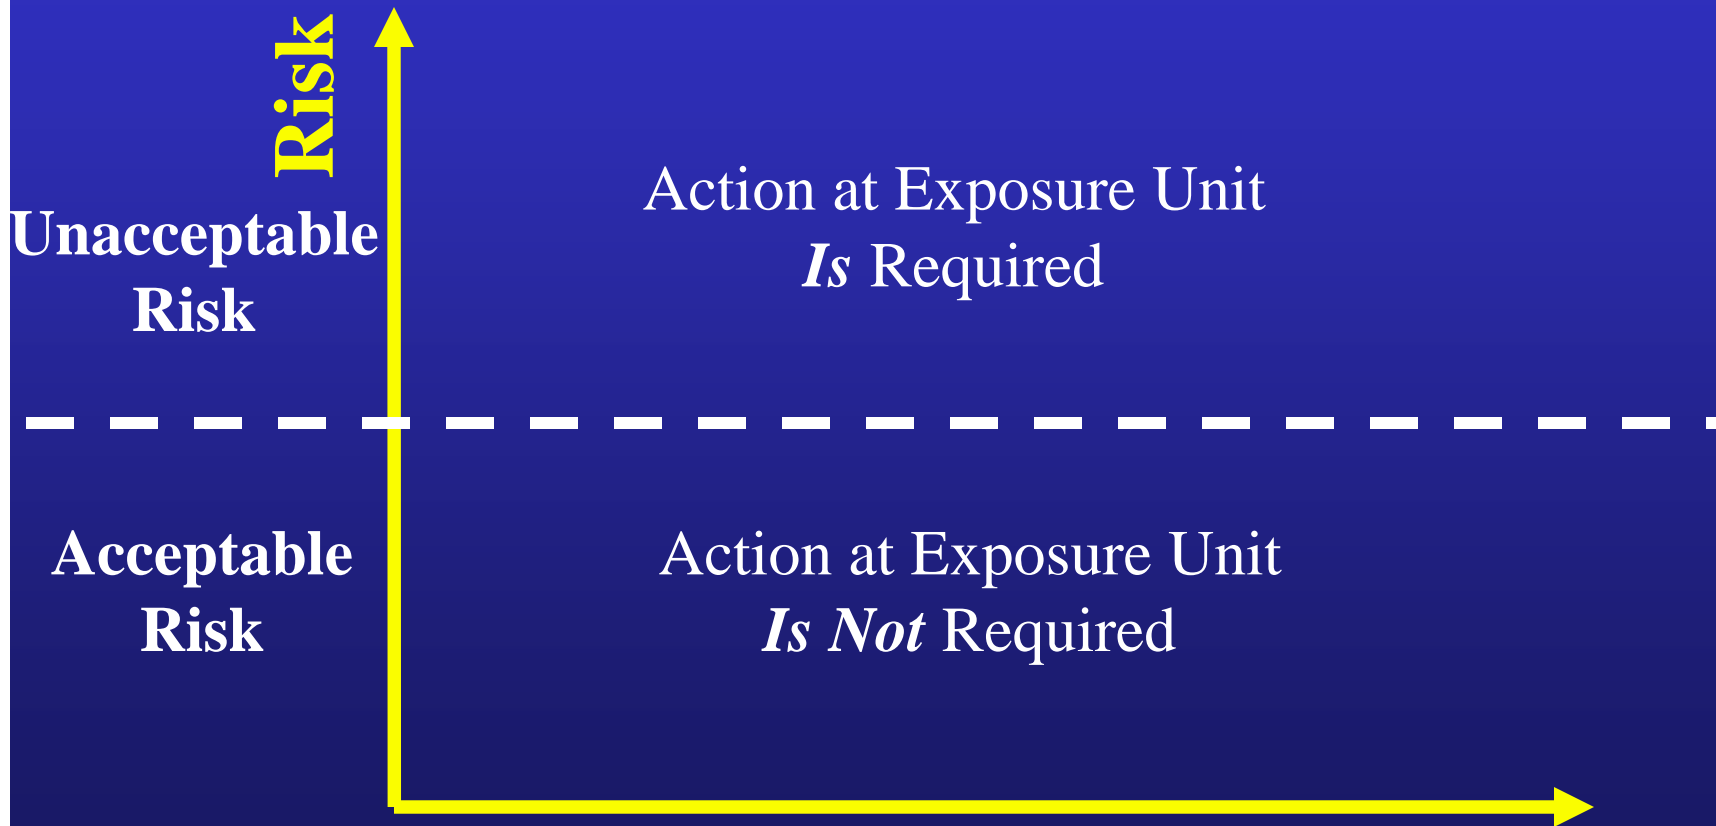 Risk
Unacceptable
Risk
Action at Exposure Unit
Is Required
Acceptable
Risk
Action at Exposure Unit
Is Not Required